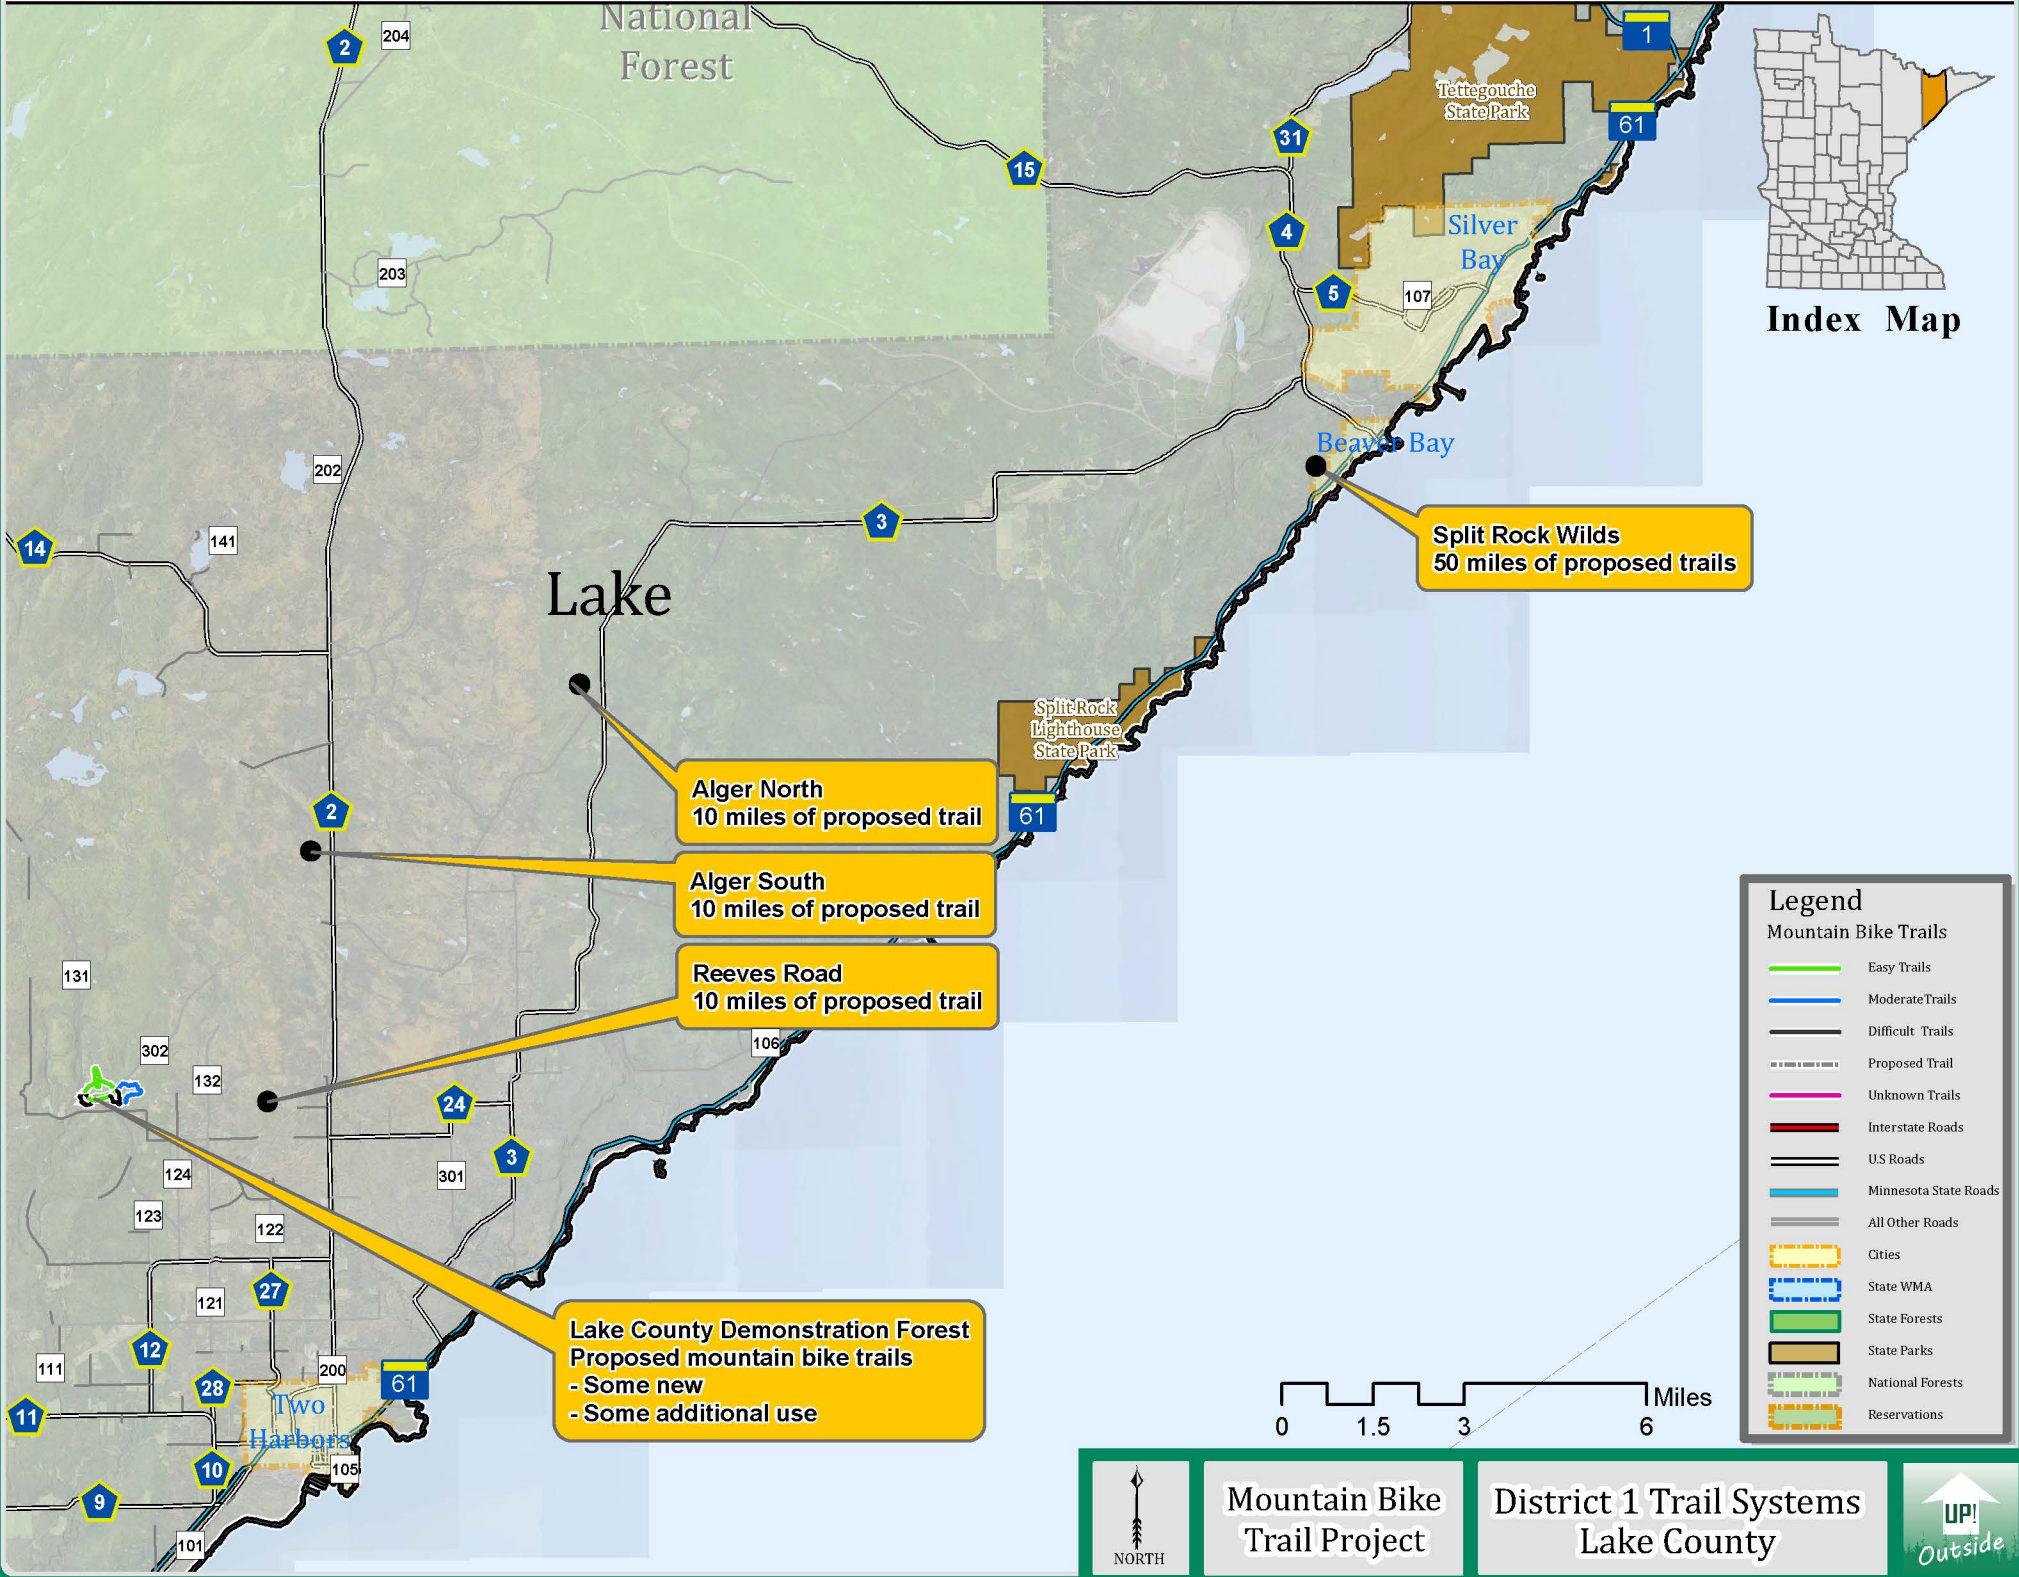 National
Forest
2
204
1
Tettegouche
State Park
61
31
15
4
203
Silver
Bay
5
107
Index Map
Beaver Bay
202
3
14
141
Split Rock Wilds
50 miles of proposed trails
Lake
Split Rock
Lighthouse
State Park
Alger North
10 miles of proposed trail
61
2
Alger South
10 miles of proposed trail
Reeves Road
10 miles of proposed trail
131
106
302
132
24
3
301
124
123
122
27
121
12
111
28
200
61
11
Two
Harbors
10
105
9
101
Lake County Demonstration Forest
Proposed mountain bike trails
- Some new
- Some additional use
Legend
Mountain Bike Trails
Easy Trails
ModerateTrails
Difficult Trails
Proposed Trail
Unknown Trails
Interstate Roads
U.S Roads
Minnesota State Roads
All Other Roads
Cities
State WMA
State Forests
State Parks
National Forests
Reservations
Miles
0 1.5 3 6
NORTH
Mountain Bike
Trail Project
District 1 Trail Systems
Lake County
UP!
Outside